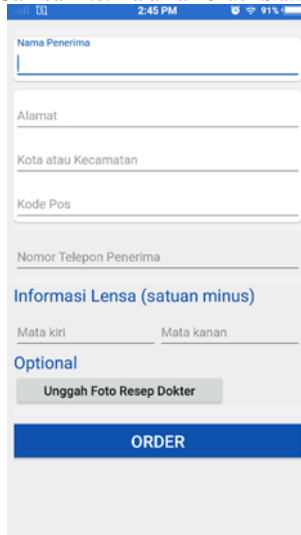 2:45 PM 91%
Nama Penerima
Alamat
Kota atau Kecamatan
Kode Pos
Nomor Telepon Penerima
Informasi Lensa (satuan minus)
Mata kiri Mata kanan
Optional
Unggah Foto Resep Dokter
ORDER